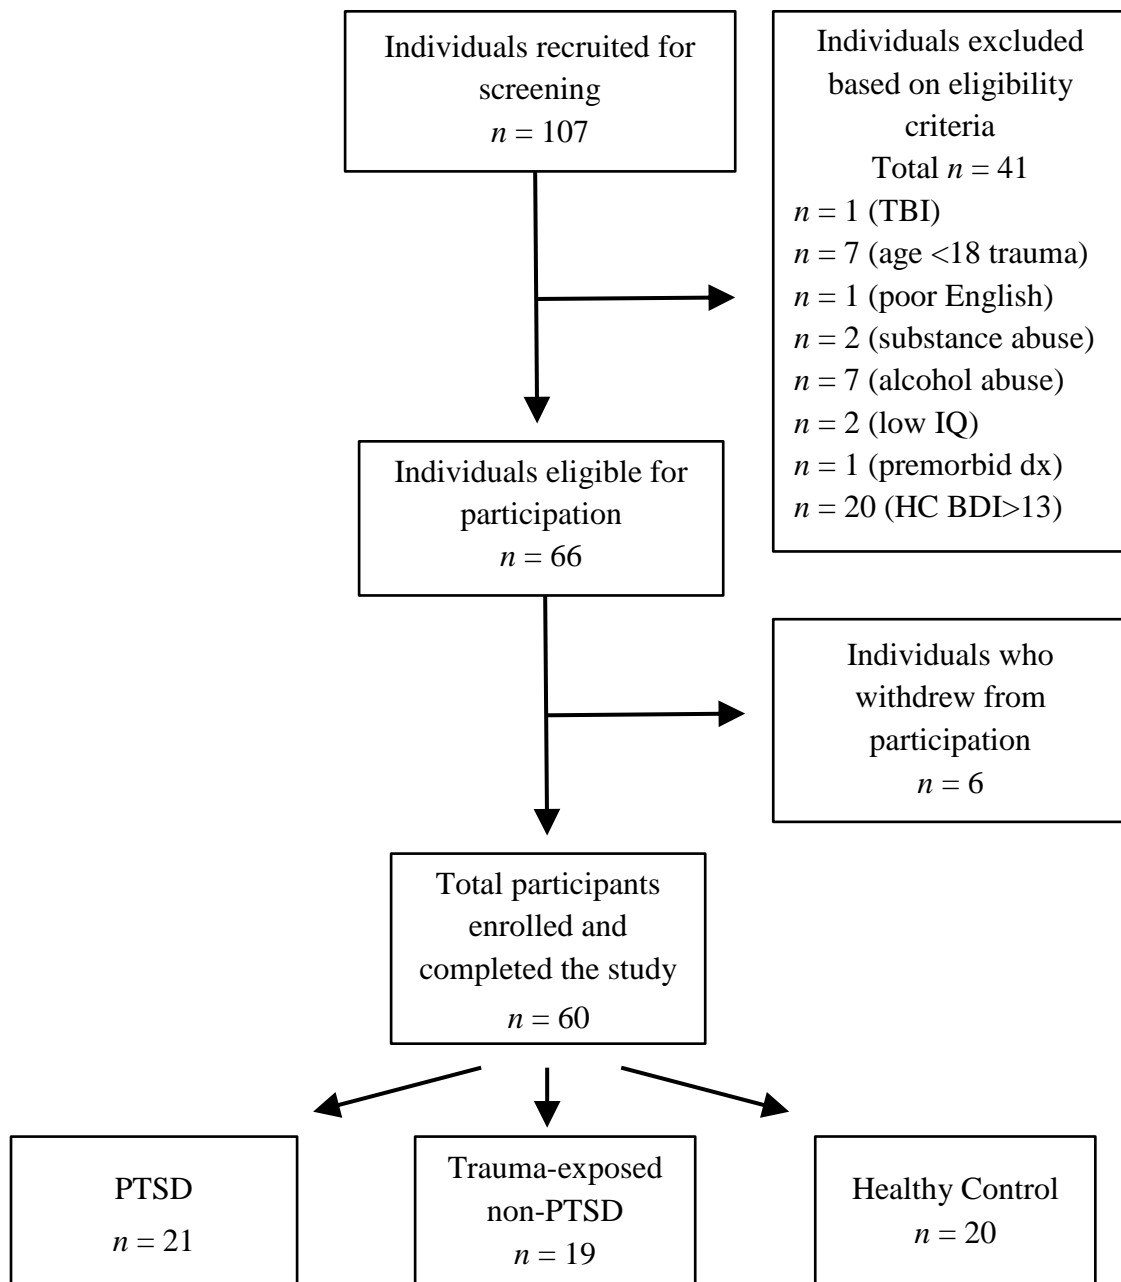 Individuals recruited for
screening
n = 107
Individuals excluded
based on eligibility
criteria
Total n = 41
n = 1 (TBI)
n = 7 (age <18 trauma)
n = 1 (poor English)
n = 2 (substance abuse)
n = 7 (alcohol abuse)
n = 2 (low IQ)
n = 1 (premorbid dx)
n = 20 (HC BDI>13)
Individuals eligible for
participation
n = 66
Individuals who
withdrew from
participation
n = 6
Total participants
enrolled and
completed the study
n = 60
PTSD
n = 21
Trauma-exposed
non-PTSD
n = 19
Healthy Control
n = 20